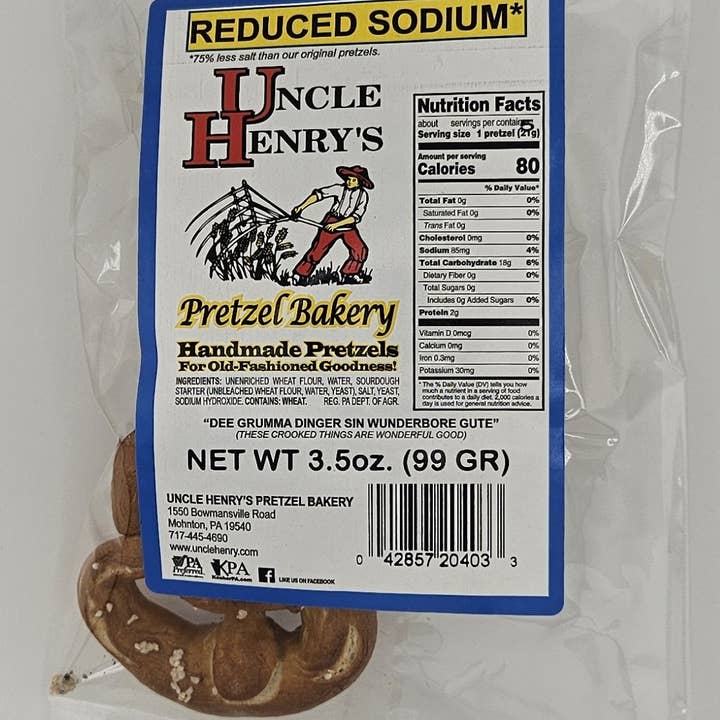 REDUCED SODIUM*
*75% less salt than our original pretzels.
UNCLE
HENRY'S
Pretzel Bakery
Handmade Pretzels
For Old-Fashioned Goodness!
INGREDIENTS: UNENRICHED WHEAT FLOUR, WATER, SOURDOUGH
STARTER (UNBLEACHED WHEAT FLOUR, WATER, YEAST), SALT, YEAST,
SODIUM HYDROXIDE. CONTAINS: WHEAT. REG. PA DEPT. OF AGR.
Nutrition Facts
about 5 servings per container
Serving size 1 pretzel (21g)
Amount per serving
Calories 80
% Daily Value*
Total Fat 0g 0%
Saturated Fat 0g 0%
Trans Fat 0g
Cholesterol 0mg 0%
Sodium 85mg 4%
Total Carbohydrate 18g 6%
Dietary Fiber 0g 0%
Total Sugars 0g
Includes 0g Added Sugars 0%
Protein 2g
Vitamin D 0mcg 0%
Calcium 0mg 0%
Iron 0.3mg 0%
Potassium 30mg 0%
*The % Daily Value (DV) tells you how
much a nutrient in a serving of food
contributes to a daily diet. 2,000 calories a
day is used for general nutrition advice.
"DEE GRUMMA DINGER SIN WUNDERBORE GUTE"
(THESE CROOKED THINGS ARE WONDERFUL GOOD)
NET WT 3.5oz. (99 GR)
UNCLE HENRY'S PRETZEL BAKERY
1550 Bowmansville Road
Mohnton, PA 19540
717-445-4690
www.unclehenry.com
PA
Preferred
KPA
KosherPA.com
LIKE US ON FACEBOOK
0 42857 20403 3